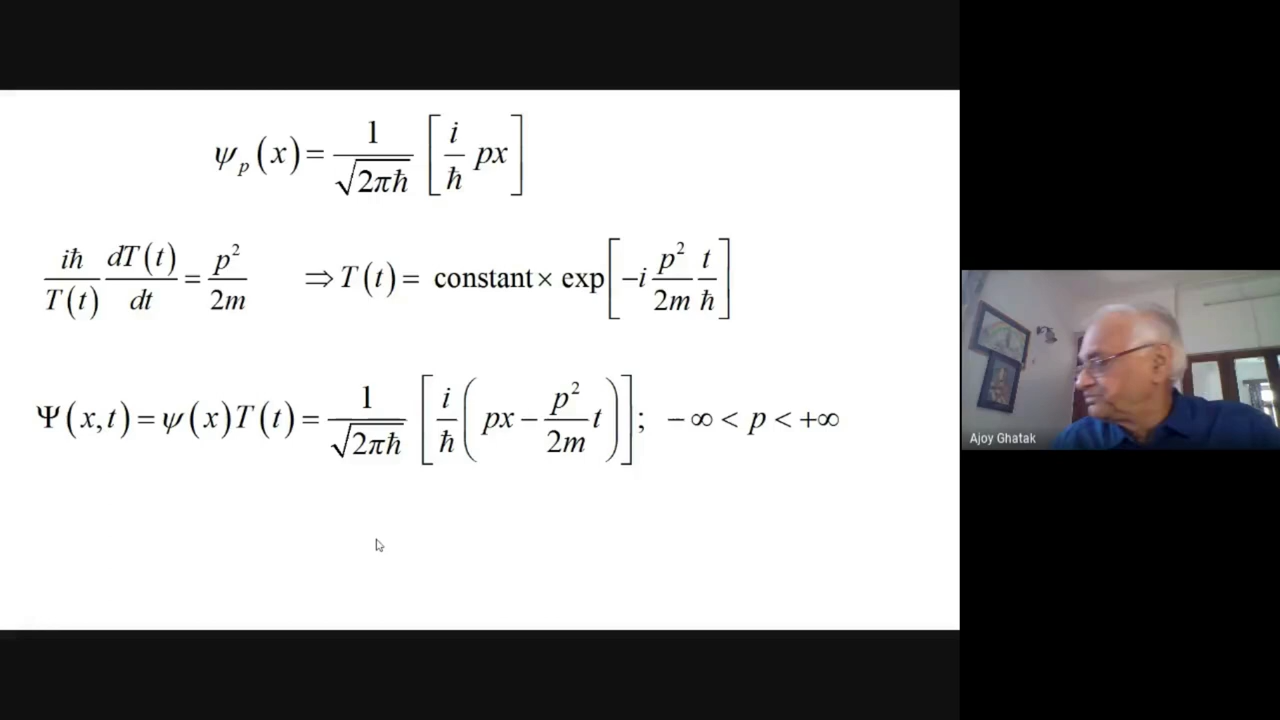 ψ_p(x) = 1/√(2πħ) [i/ħ px]
iħ/T(t) dT(t)/dt = p²/2m ⇒ T(t) = constant × exp[−i p²/2m t/ħ]
Ψ(x,t) = ψ(x)T(t) = 1/√(2πħ) [i/ħ (px − p²/2m t)]; −∞ < p < +∞
Ajoy Ghatak